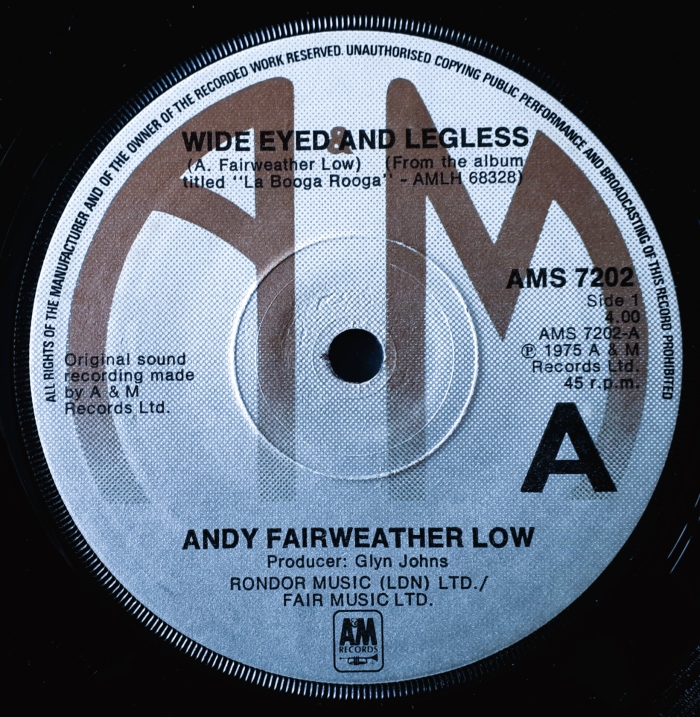 ALL RIGHTS OF THE MANUFACTURER AND OF THE OWNER OF THE RECORDED WORK RESERVED. UNAUTHORISED COPYING PUBLIC PERFORMANCE AND BROADCASTING OF THIS RECORD PROHIBITED
WIDE EYED AND LEGLESS
(A. Fairweather Low) (From the album
titled "La Booga Rooga" - AMLH 68328)
AMS 7202
Side 1
4.00
AMS 7202-A
℗ 1975 A & M
Records Ltd.
45 r.p.m.
Original sound
recording made
by A & M
Records Ltd.
A
ANDY FAIRWEATHER LOW
Producer: Glyn Johns
RONDOR MUSIC (LDN) LTD./
FAIR MUSIC LTD.
A&M
RECORDS